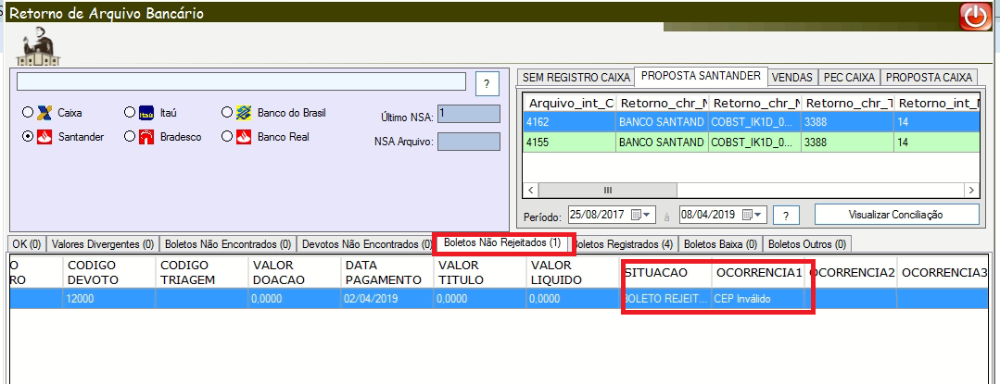 Retorno de Arquivo Bancário
?
Caixa Itaú Banco do Brasil
Santander Bradesco Banco Real
Último NSA: 1
NSA Arquivo:
SEM REGISTRO CAIXA PROPOSTA SANTANDER VENDAS PEC CAIXA PROPOSTA CAIXA
Arquivo_int_C Retorno_chr_N Retorno_chr_N Retorno_chr_T Retorno_int_N
4162 BANCO SANTAND COBST_IK1D_0... 3388 14
4155 BANCO SANTAND COBST_IK1D_0... 3388 14
Período: 25/08/2017 à 08/04/2019 ? Visualizar Conciliação
OK (0) Valores Divergentes (0) Boletos Não Encontrados (0) Devotos Não Encontrados (0) Boletos Não Rejeitados (1) Boletos Registrados (4) Boletos Baixa (0) Boletos Outros (0)
O CODIGO CODIGO VALOR DATA VALOR VALOR SITUACAO OCORRENCIA1 OCORRENCIA2 OCORRENCIA3
RO DEVOTO TRIAGEM DOACAO PAGAMENTO TITULO LIQUIDO
12000 0,0000 02/04/2019 0,0000 0,0000 BOLETO REJEIT... CEP Inválido